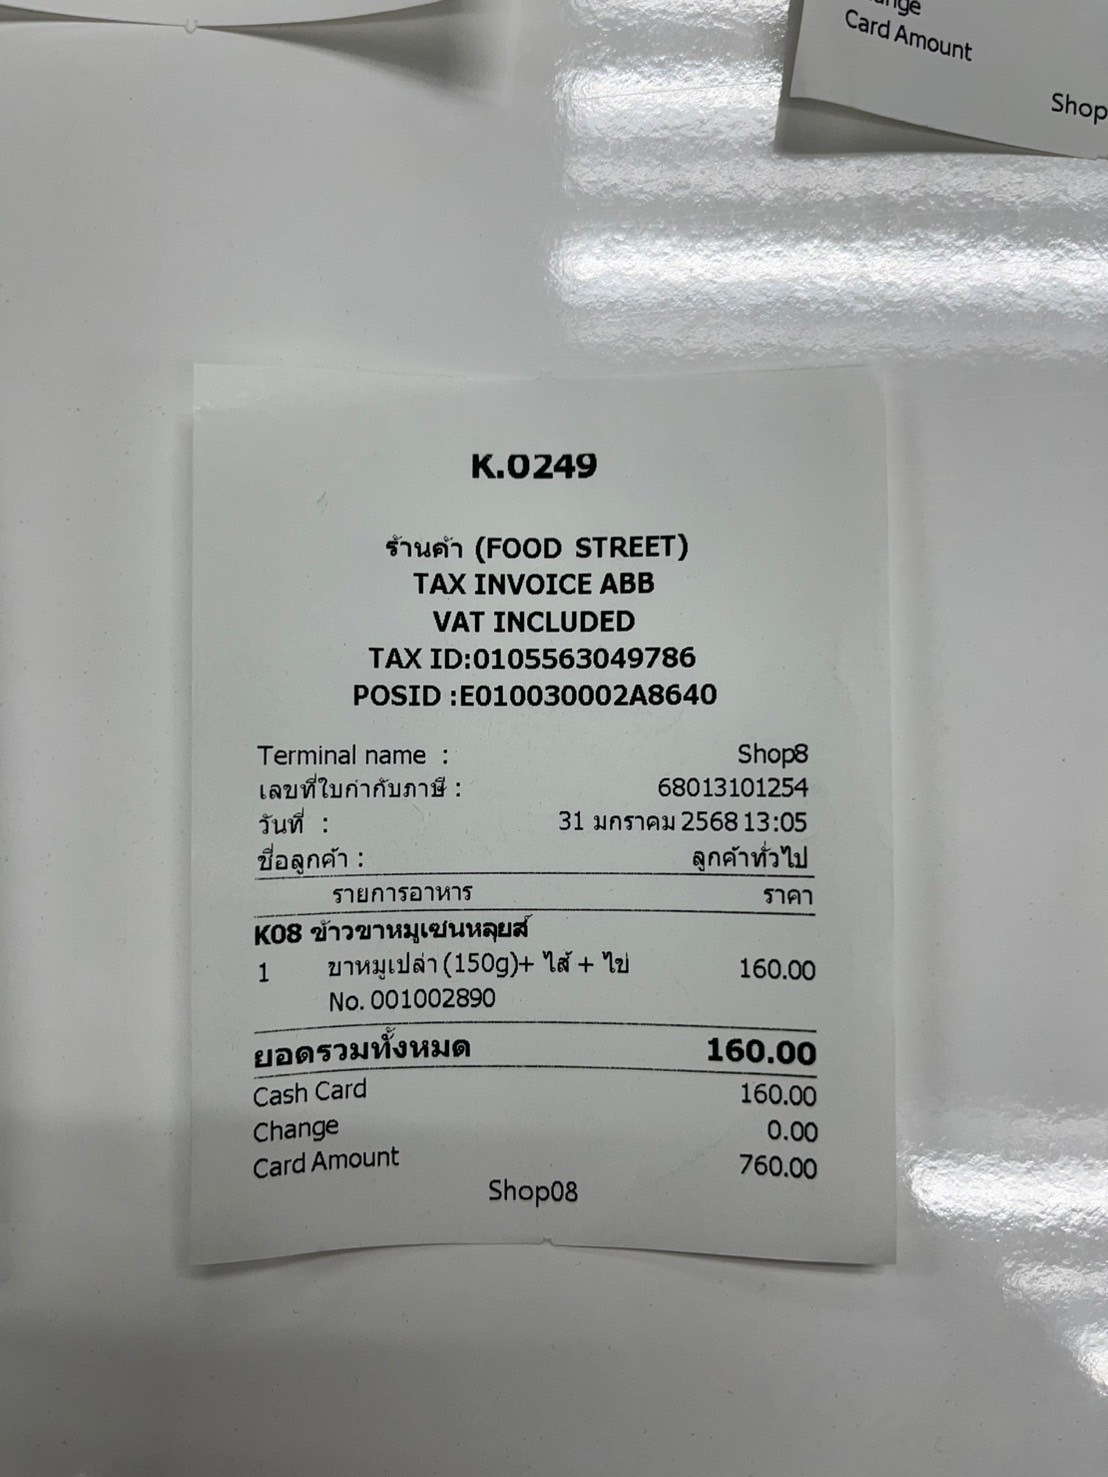 Card Amount
Shop
K.0249
ร้านค้า (FOOD STREET)
TAX INVOICE ABB
VAT INCLUDED
TAX ID:0105563049786
POSID :E010030002A8640
Terminal name : Shop8
เลขที่ใบกำกับภาษี : 68013101254
วันที่ : 31 มกราคม 2568 13:05
ชื่อลูกค้า : ลูกค้าทั่วไป
รายการอาหาร ราคา
K08 ข้าวขาหมูเซนหลุยส์
1 ขาหมูเปล่า (150g)+ ไส้ + ไข่ 160.00
No. 001002890
ยอดรวมทั้งหมด 160.00
Cash Card 160.00
Change 0.00
Card Amount 760.00
Shop08